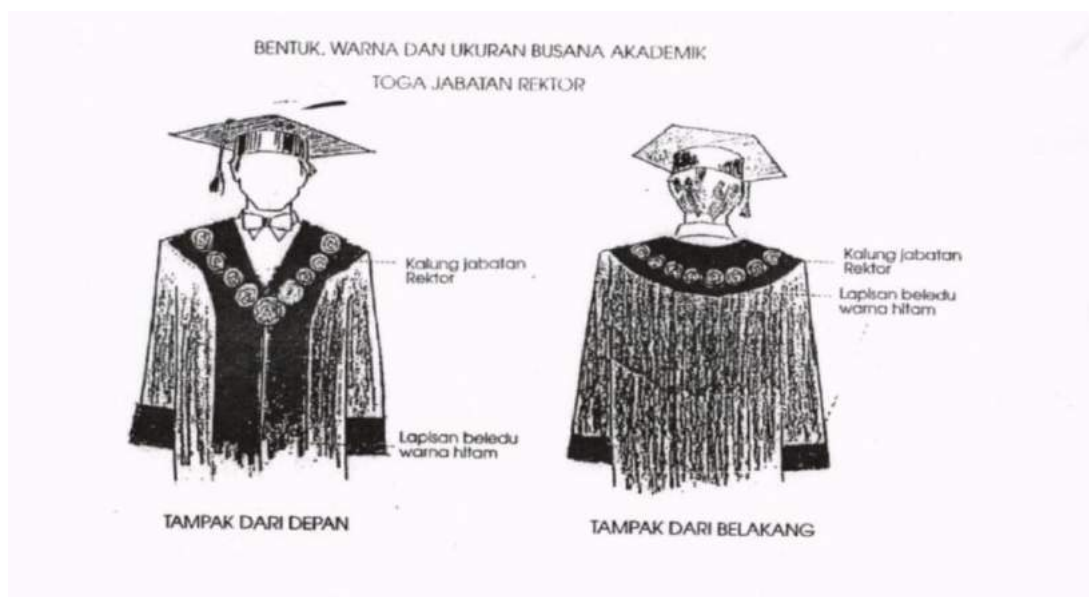 BENTUK, WARNA DAN UKURAN BUSANA AKADEMIK
TOGA JABATAN REKTOR
Kalung jabatan
Rektor
Lapisan beledu
warna hitam
TAMPAK DARI DEPAN
Kalung jabatan
Rektor
Lapisan beledu
warna hitam
TAMPAK DARI BELAKANG